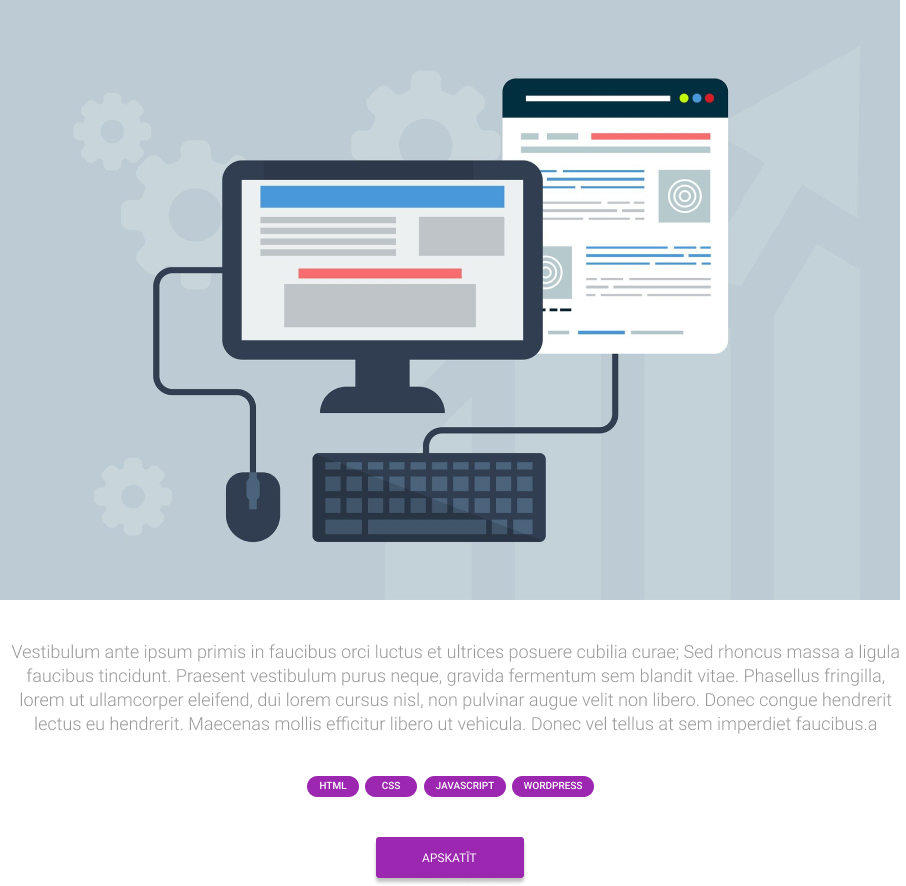 Vestibulum ante ipsum primis in faucibus orci luctus et ultrices posuere cubilia curae; Sed rhoncus massa a ligula
faucibus tincidunt. Praesent vestibulum purus neque, gravida fermentum sem blandit vitae. Phasellus fringilla,
lorem ut ullamcorper eleifend, dui lorem cursus nisl, non pulvinar augue velit non libero. Donec congue hendrerit
lectus eu hendrerit. Maecenas mollis efficitur libero ut vehicula. Donec vel tellus at sem imperdiet faucibus.a
HTML CSS JAVASCRIPT WORDPRESS
APSKATĪT